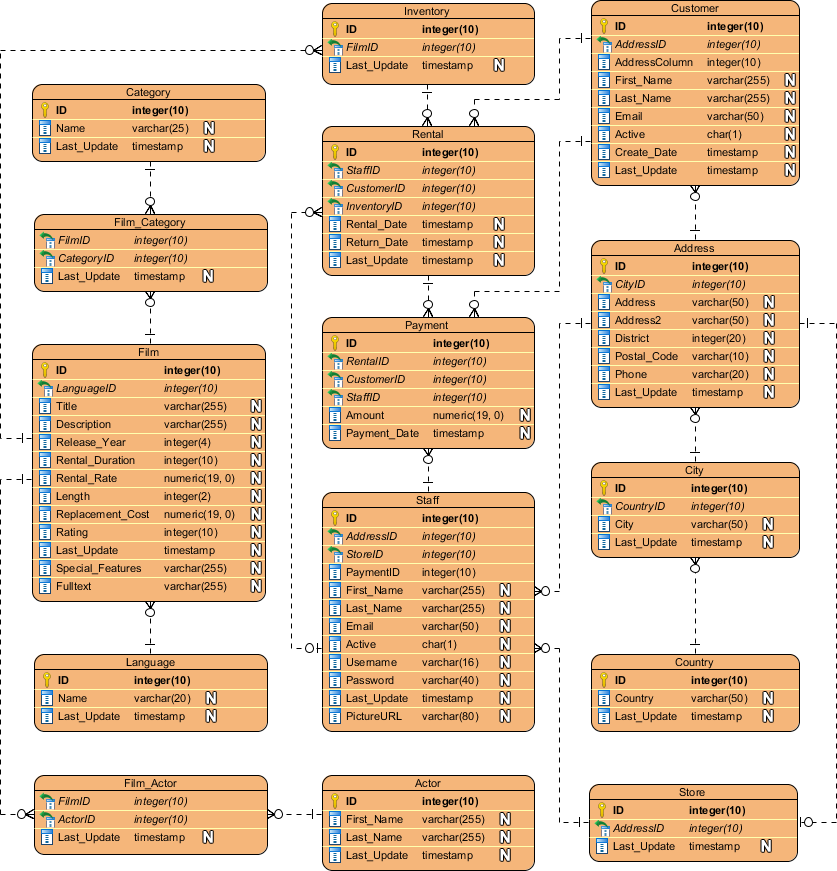 Inventory
ID integer(10)
FilmID integer(10)
Last_Update timestamp N
Customer
ID integer(10)
AddressID integer(10)
AddressColumn integer(10)
First_Name varchar(255) N
Last_Name varchar(255) N
Email varchar(50) N
Active char(1) N
Create_Date timestamp N
Last_Update timestamp N
Category
ID integer(10)
Name varchar(25) N
Last_Update timestamp N
Rental
ID integer(10)
StaffID integer(10)
CustomerID integer(10)
InventoryID integer(10)
Rental_Date timestamp N
Return_Date timestamp N
Last_Update timestamp N
Film_Category
FilmID integer(10)
CategoryID integer(10)
Last_Update timestamp N
Address
ID integer(10)
CityID integer(10)
Address varchar(50) N
Address2 varchar(50) N
District integer(20) N
Postal_Code varchar(10) N
Phone varchar(20) N
Last_Update timestamp N
Payment
ID integer(10)
RentalID integer(10)
CustomerID integer(10)
StaffID integer(10)
Amount numeric(19, 0) N
Payment_Date timestamp N
Film
ID integer(10)
LanguageID integer(10)
Title varchar(255) N
Description varchar(255) N
Release_Year integer(4) N
Rental_Duration integer(10) N
Rental_Rate numeric(19, 0) N
Length integer(2) N
Replacement_Cost numeric(19, 0) N
Rating integer(10) N
Last_Update timestamp N
Special_Features varchar(255) N
Fulltext varchar(255) N
City
ID integer(10)
CountryID integer(10)
City varchar(50) N
Last_Update timestamp N
Staff
ID integer(10)
AddressID integer(10)
StoreID integer(10)
PaymentID integer(10)
First_Name varchar(255) N
Last_Name varchar(255) N
Email varchar(50) N
Active char(1) N
Username varchar(16) N
Password varchar(40) N
Last_Update timestamp N
PictureURL varchar(80) N
Language
ID integer(10)
Name varchar(20) N
Last_Update timestamp N
Country
ID integer(10)
Country varchar(50) N
Last_Update timestamp N
Film_Actor
FilmID integer(10)
ActorID integer(10)
Last_Update timestamp N
Actor
ID integer(10)
First_Name varchar(255) N
Last_Name varchar(255) N
Last_Update timestamp N
Store
ID integer(10)
AddressID integer(10)
Last_Update timestamp N